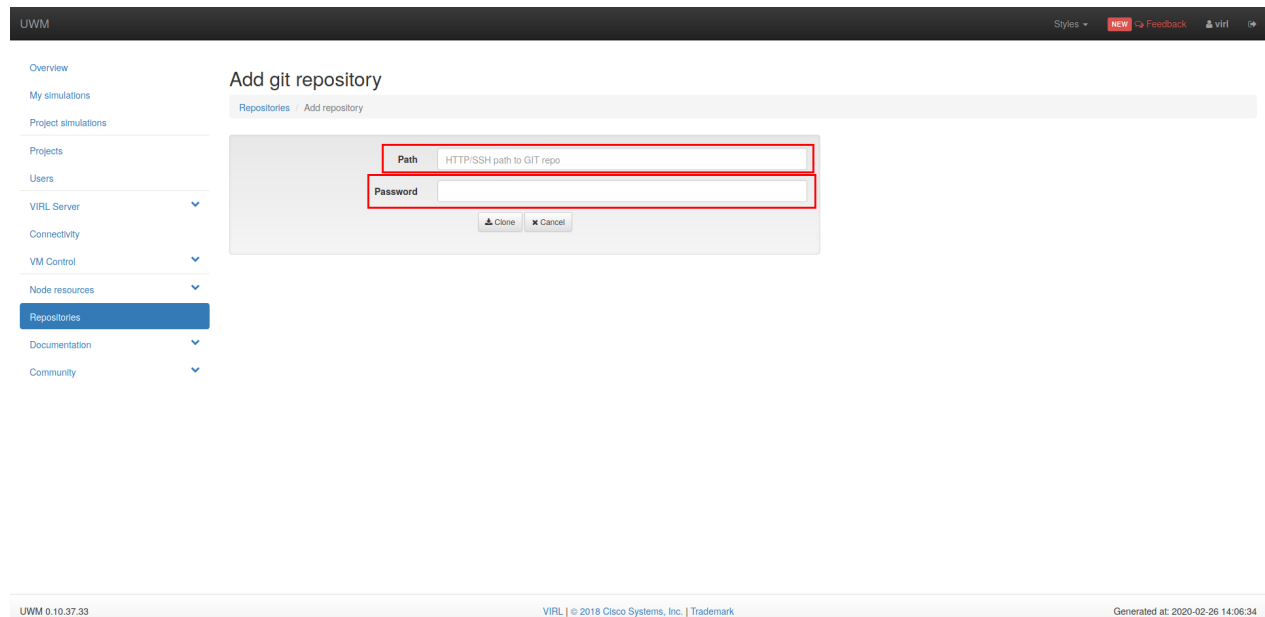 UWM
Styles
NEW Feedback
virl
Overview
My simulations
Project simulations
Projects
Users
VIRL Server
Connectivity
VM Control
Node resources
Repositories
Documentation
Community
Add git repository
Repositories / Add repository
Path HTTP/SSH path to GIT repo
Password
Clone Cancel
UWM 0.10.37.33 VIRL | © 2018 Cisco Systems, Inc. | Trademark Generated at: 2020-02-26 14:06:34